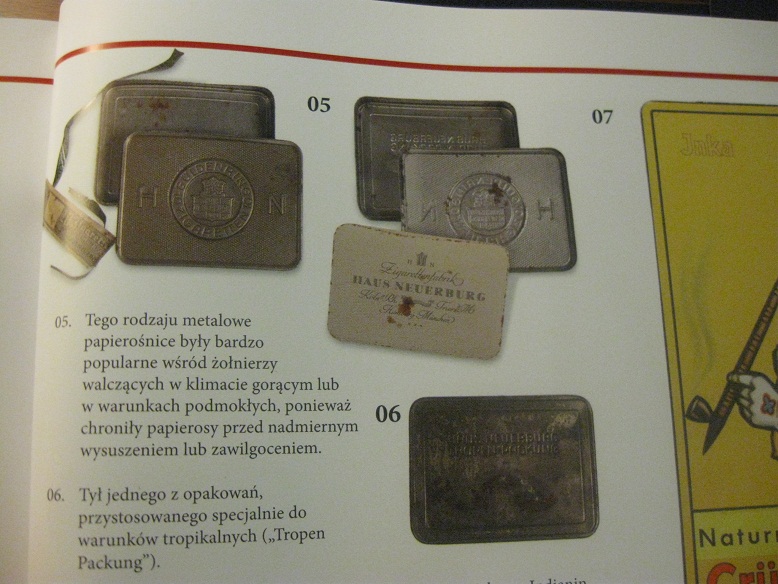 05
07
Jnka
H N
HAUS NEUERBURG
05. Tego rodzaju metalowe
papierośnice były bardzo
popularne wśród żołnierzy
walczących w klimacie gorącym lub
w warunkach podmokłych, ponieważ
chroniły papierosy przed nadmiernym
wysuszeniem lub zawilgoceniem.
06
06. Tył jednego z opakowań,
przystosowanego specjalnie do
warunków tropikalnych („Tropen
Packung”).